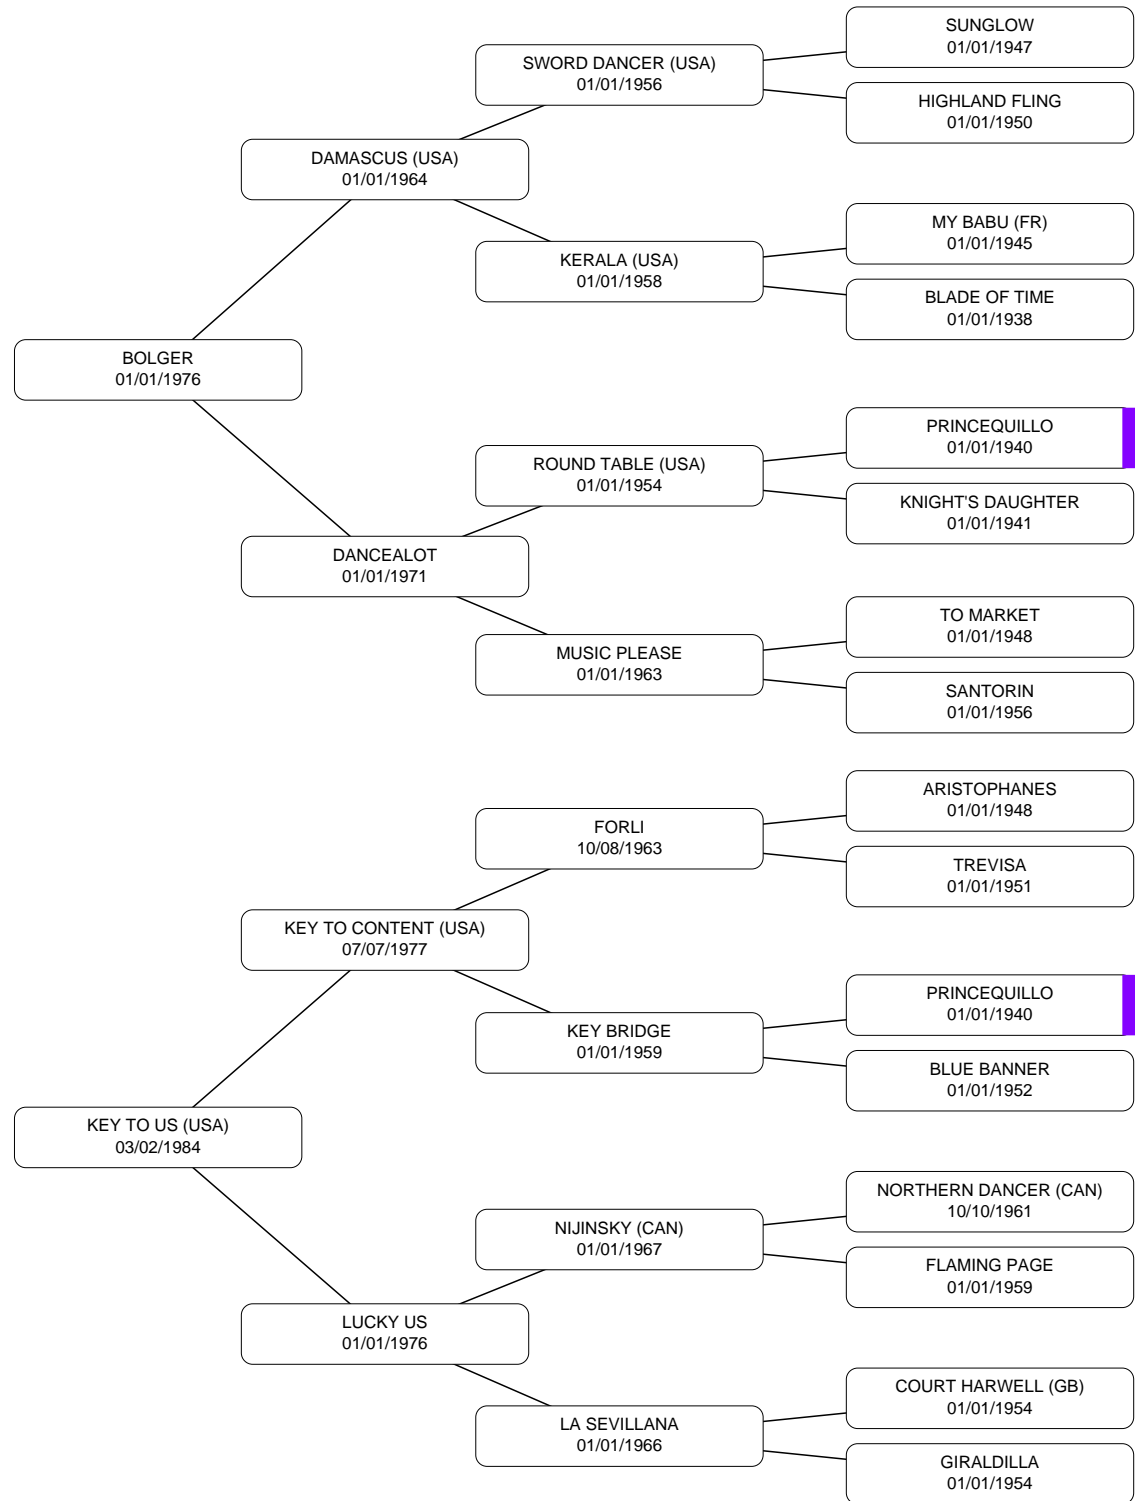 SUNGLOW
01/01/1947
SWORD DANCER (USA)
01/01/1956
HIGHLAND FLING
01/01/1950
DAMASCUS (USA)
01/01/1964
MY BABU (FR)
01/01/1945
KERALA (USA)
01/01/1958
BLADE OF TIME
01/01/1938
BOLGER
01/01/1976
PRINCEQUILLO
01/01/1940
ROUND TABLE (USA)
01/01/1954
KNIGHT'S DAUGHTER
01/01/1941
DANCEALOT
01/01/1971
TO MARKET
01/01/1948
MUSIC PLEASE
01/01/1963
SANTORIN
01/01/1956
ARISTOPHANES
01/01/1948
FORLI
10/08/1963
TREVISA
01/01/1951
KEY TO CONTENT (USA)
07/07/1977
PRINCEQUILLO
01/01/1940
KEY BRIDGE
01/01/1959
BLUE BANNER
01/01/1952
KEY TO US (USA)
03/02/1984
NORTHERN DANCER (CAN)
10/10/1961
NIJINSKY (CAN)
01/01/1967
FLAMING PAGE
01/01/1959
LUCKY US
01/01/1976
COURT HARWELL (GB)
01/01/1954
LA SEVILLANA
01/01/1966
GIRALDILLA
01/01/1954